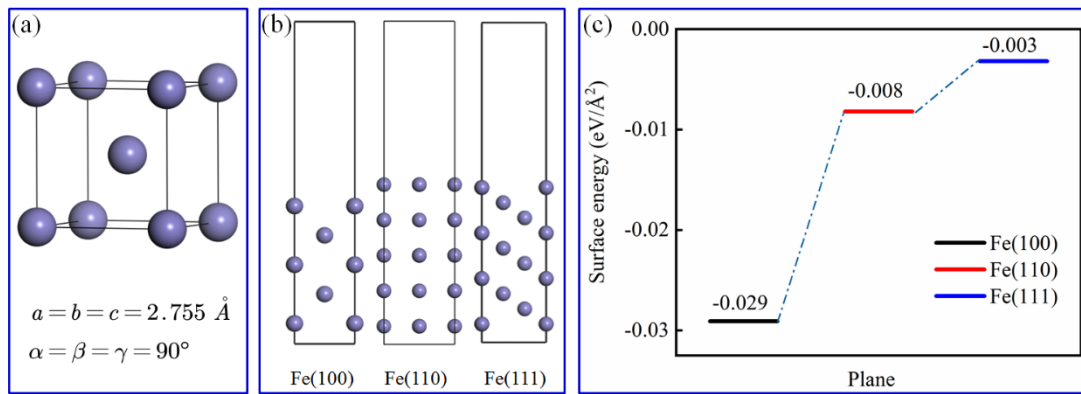 (a)
a = b = c = 2.755 Å
α = β = γ = 90°
(b)
Fe(100) Fe(110) Fe(111)
(c)
Surface energy (eV/Å²)
0.00
-0.01
-0.02
-0.03
-0.029
-0.008
-0.003
Fe(100)
Fe(110)
Fe(111)
Plane